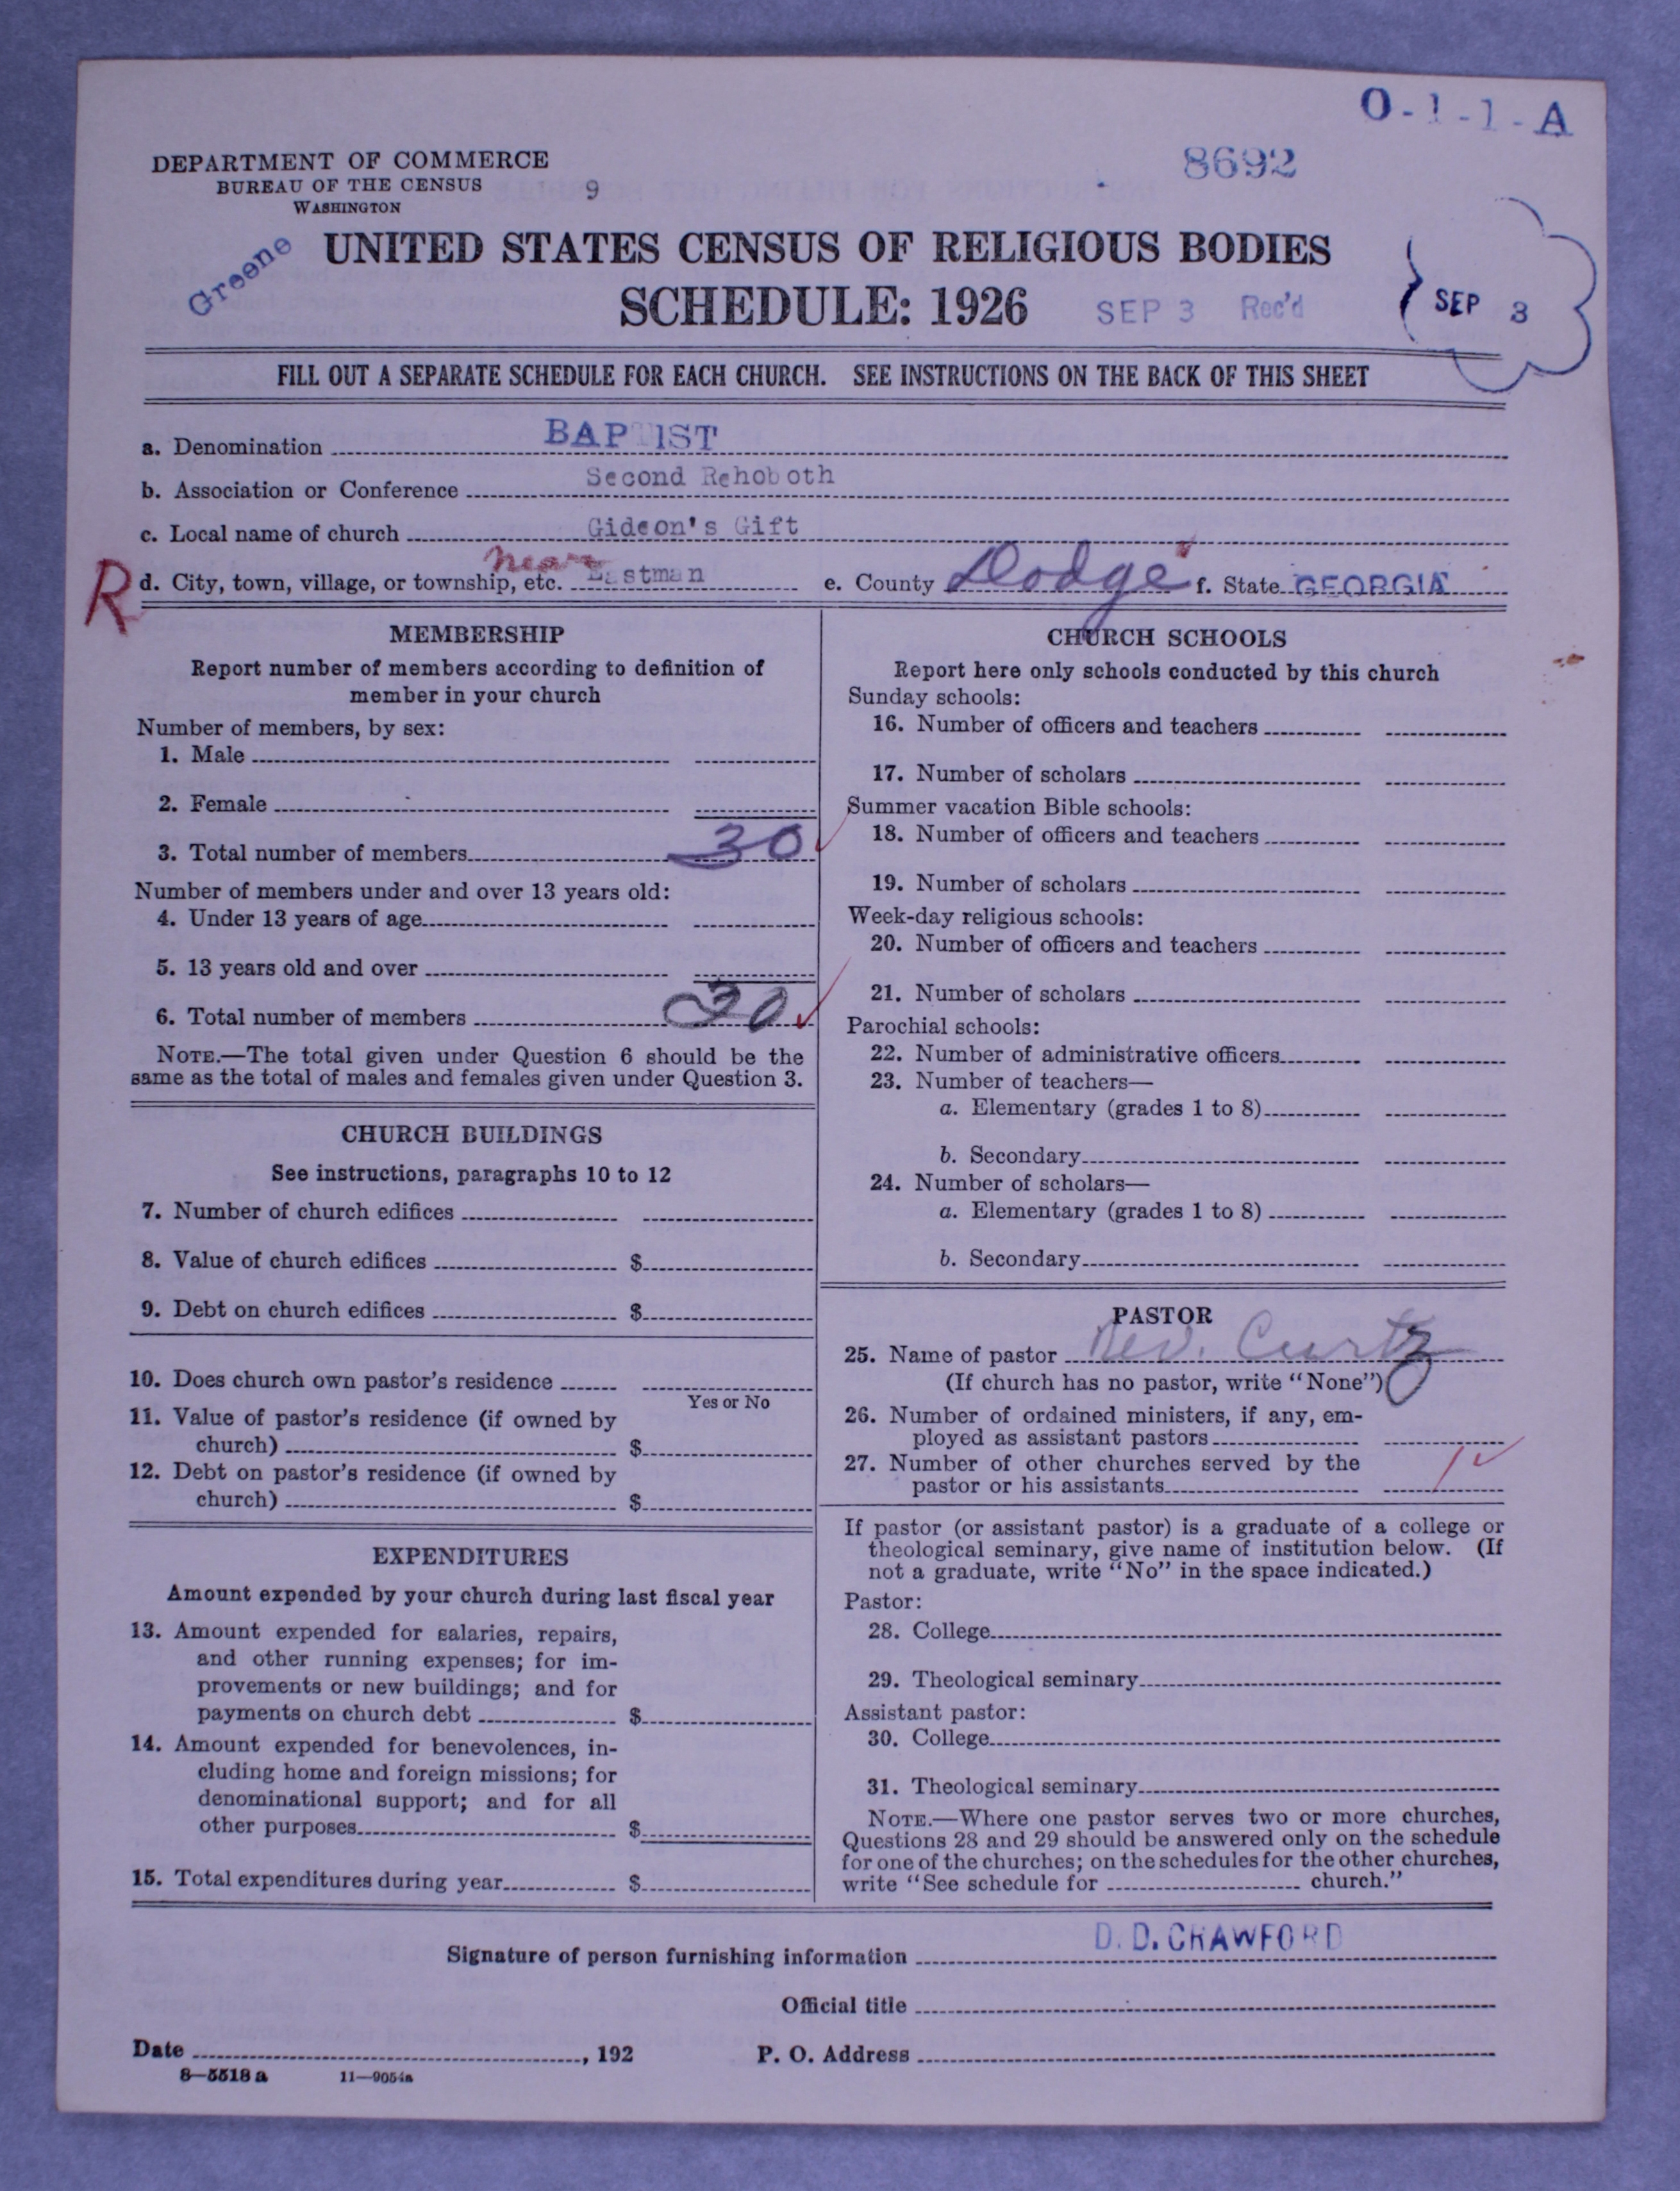 O-1-1-A
DEPARTMENT OF COMMERCE
BUREAU OF THE CENSUS
WASHINGTON
9
8692
Greene
UNITED STATES CENSUS OF RELIGIOUS BODIES
SCHEDULE: 1926
SEP 3 Rec'd
SEP 3
FILL OUT A SEPARATE SCHEDULE FOR EACH CHURCH. SEE INSTRUCTIONS ON THE BACK OF THIS SHEET
a. Denomination BAPTIST
b. Association or Conference Second Rehoboth
c. Local name of church Gideon's Gift
R d. City, town, village, or township, etc. near Eastman e. County Dodge f. State GEORGIA
MEMBERSHIP
Report number of members according to definition of
member in your church
Number of members, by sex:
1. Male
2. Female
3. Total number of members 30
Number of members under and over 13 years old:
4. Under 13 years of age
5. 13 years old and over
6. Total number of members 30
NOTE.—The total given under Question 6 should be the
same as the total of males and females given under Question 3.
CHURCH BUILDINGS
See instructions, paragraphs 10 to 12
7. Number of church edifices
8. Value of church edifices $
9. Debt on church edifices $
10. Does church own pastor's residence
Yes or No
11. Value of pastor's residence (if owned by
church) $
12. Debt on pastor's residence (if owned by
church) $
EXPENDITURES
Amount expended by your church during last fiscal year
13. Amount expended for salaries, repairs,
and other running expenses; for im-
provements or new buildings; and for
payments on church debt $
14. Amount expended for benevolences, in-
cluding home and foreign missions; for
denominational support; and for all
other purposes $
15. Total expenditures during year $
CHURCH SCHOOLS
Report here only schools conducted by this church
Sunday schools:
16. Number of officers and teachers
17. Number of scholars
Summer vacation Bible schools:
18. Number of officers and teachers
19. Number of scholars
Week-day religious schools:
20. Number of officers and teachers
21. Number of scholars
Parochial schools:
22. Number of administrative officers
23. Number of teachers—
a. Elementary (grades 1 to 8)
b. Secondary
24. Number of scholars—
a. Elementary (grades 1 to 8)
b. Secondary
PASTOR
25. Name of pastor Rev. Curtz
(If church has no pastor, write "None")
26. Number of ordained ministers, if any, em-
ployed as assistant pastors
27. Number of other churches served by the
pastor or his assistants 1
If pastor (or assistant pastor) is a graduate of a college or
theological seminary, give name of institution below. (If
not a graduate, write "No" in the space indicated.)
Pastor:
28. College
29. Theological seminary
Assistant pastor:
30. College
31. Theological seminary
NOTE.—Where one pastor serves two or more churches,
Questions 28 and 29 should be answered only on the schedule
for one of the churches; on the schedules for the other churches,
write "See schedule for church."
Signature of person furnishing information D. D. CRAWFORD
Official title
Date , 192 P. O. Address
8—5518 a 11—9054a